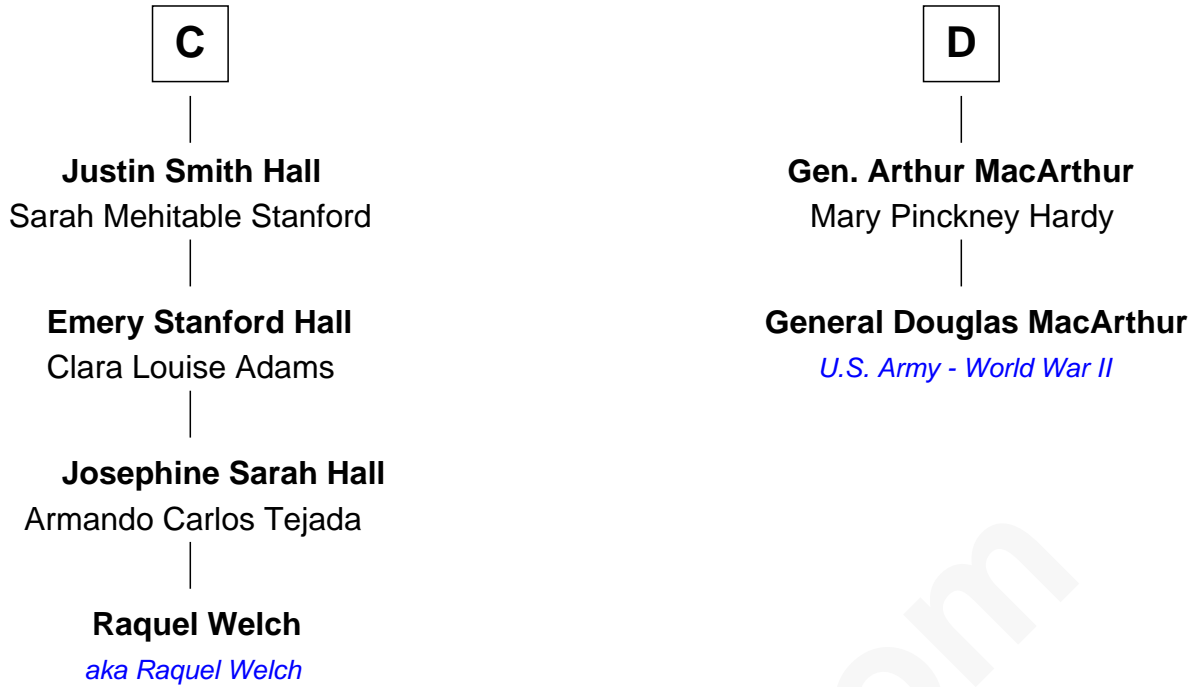 C
Justin Smith Hall
Sarah Mehitable Stanford
Emery Stanford Hall
Clara Louise Adams
Josephine Sarah Hall
Armando Carlos Tejada
Raquel Welch
aka Raquel Welch
D
Gen. Arthur MacArthur
Mary Pinckney Hardy
General Douglas MacArthur
U.S. Army - World War II
om